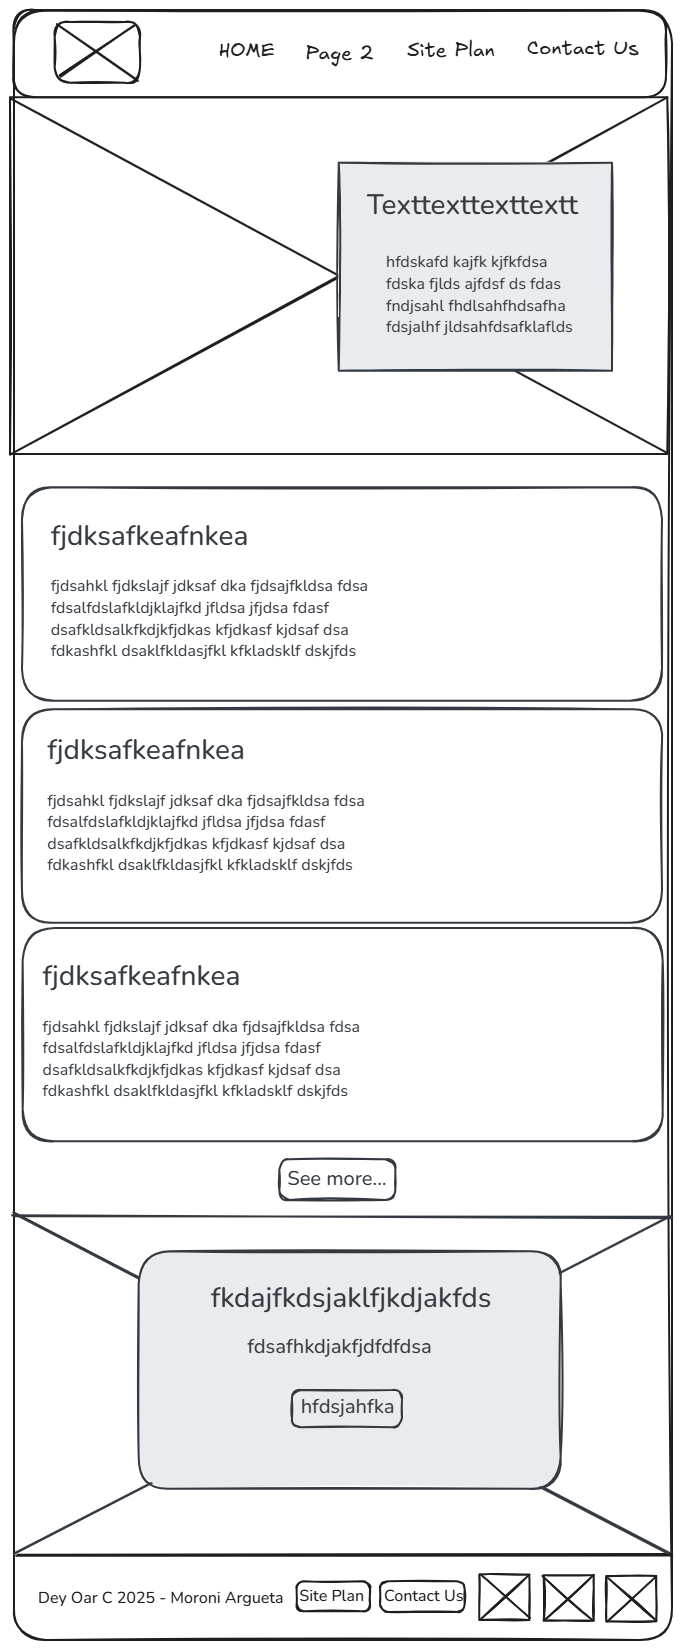 HOME Page 2 Site Plan Contact Us
Texttexttexttextt
hfdskafd kajfk kjfkfdsa
fdska fjlds ajfdsf ds fdas
fndjsahl fhdlsahfhdsafha
fdsjalhf jldsahfdsafklaflds
fjdksafkeafnkea
fjdsahkl fjdkslajf jdksaf dka fjdsajfkldsa fdsa
fdsalfdslafkldjklajfkd jfldsa jfjdsa fdasf
dsafkldsalkfkdjkfjdkas kfjdkasf kjdsaf dsa
fdkashfkl dsaklfkldasjfkl kfkladsklf dskjfds
fjdksafkeafnkea
fjdsahkl fjdkslajf jdksaf dka fjdsajfkldsa fdsa
fdsalfdslafkldjklajfkd jfldsa jfjdsa fdasf
dsafkldsalkfkdjkfjdkas kfjdkasf kjdsaf dsa
fdkashfkl dsaklfkldasjfkl kfkladsklf dskjfds
fjdksafkeafnkea
fjdsahkl fjdkslajf jdksaf dka fjdsajfkldsa fdsa
fdsalfdslafkldjklajfkd jfldsa jfjdsa fdasf
dsafkldsalkfkdjkfjdkas kfjdkasf kjdsaf dsa
fdkashfkl dsaklfkldasjfkl kfkladsklf dskjfds
See more...
fkdajfkdsjaklfjkdjakfds
fdsafhkdjakfjdfdfdsa
hfdsjahfka
Dey Oar C 2025 - Moroni Argueta Site Plan Contact Us